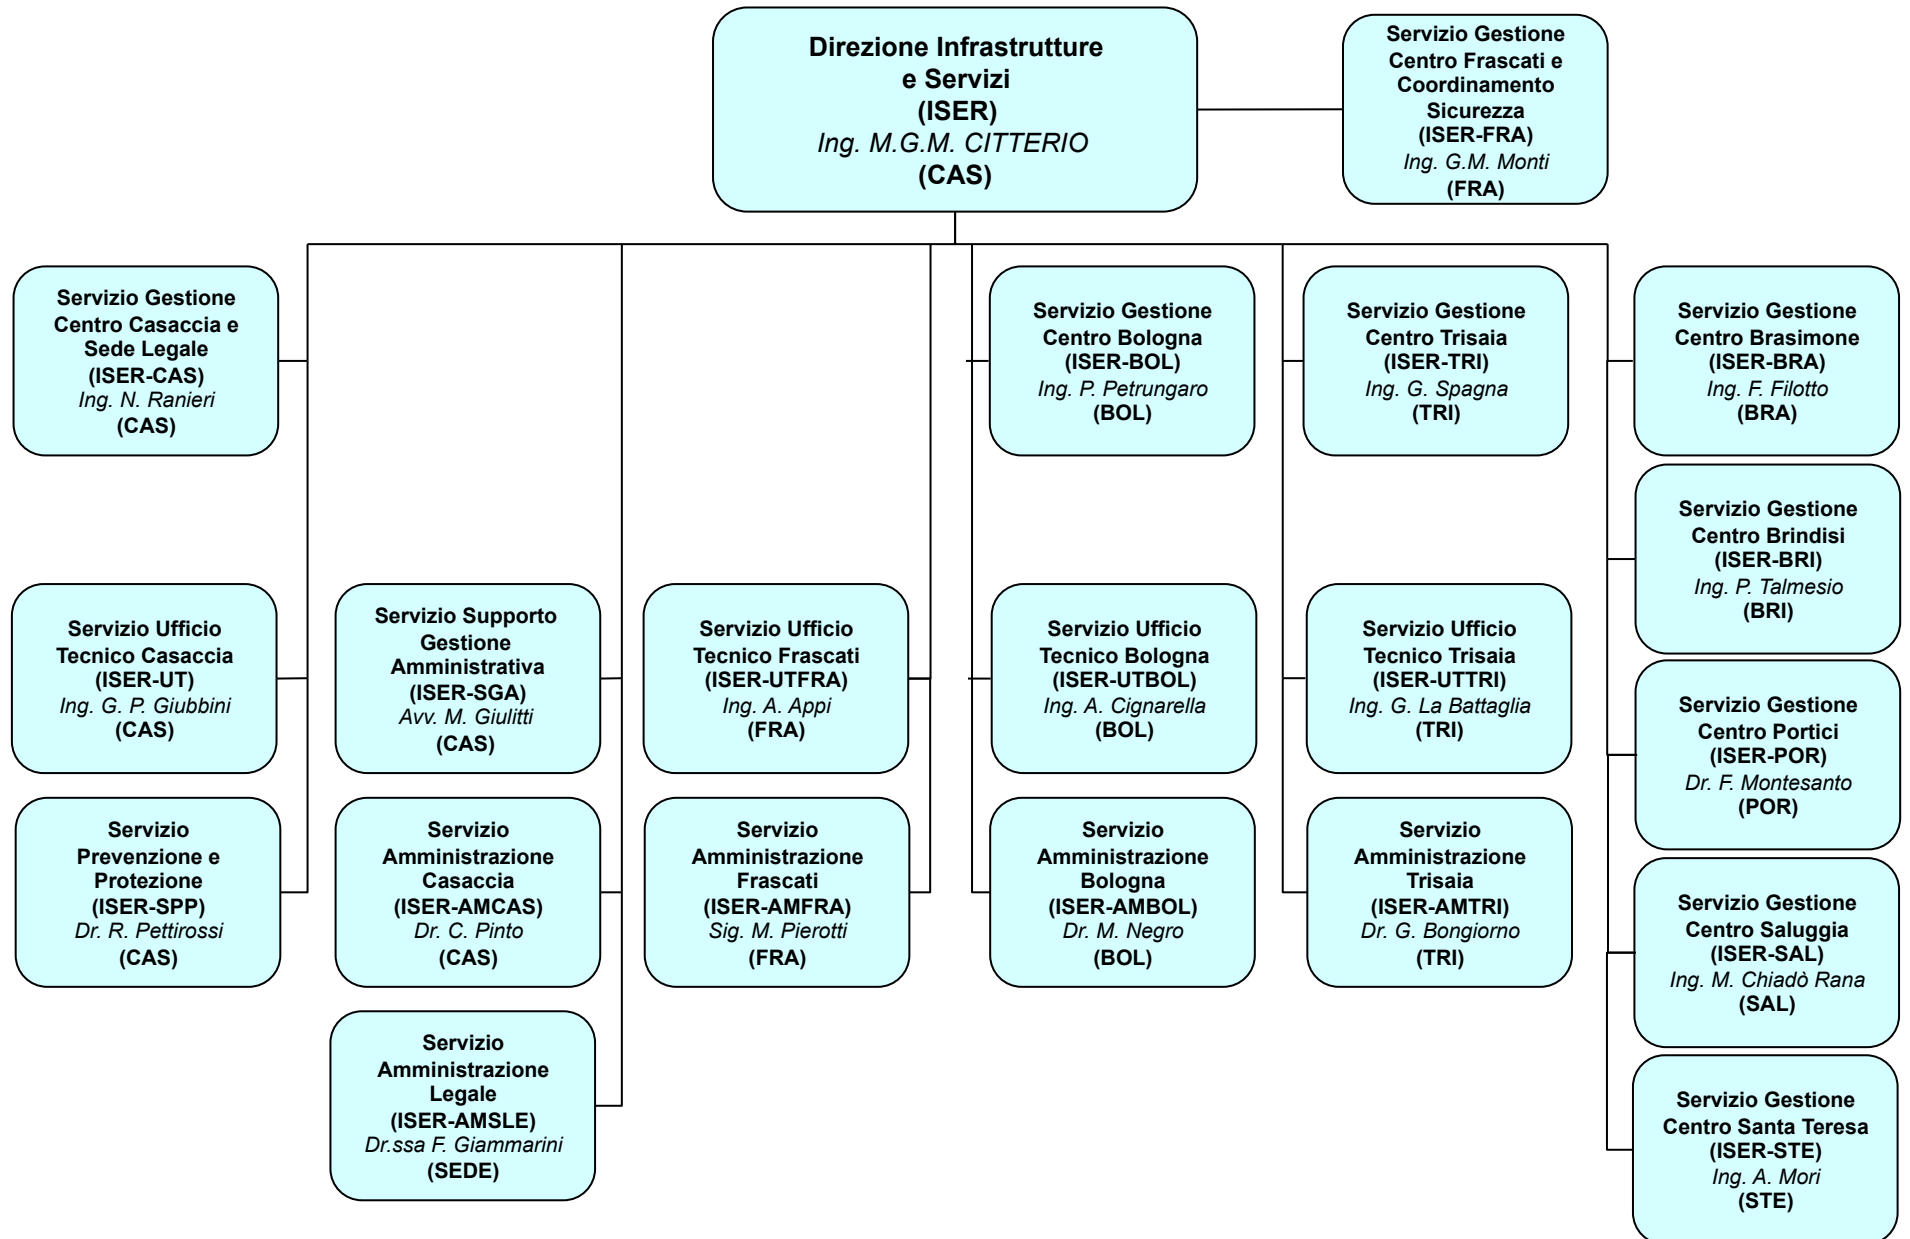 Direzione Infrastrutture
e Servizi
(ISER)
Ing. M.G.M. CITTERIO
(CAS)
Servizio Gestione
Centro Frascati e
Coordinamento
Sicurezza
(ISER-FRA)
Ing. G.M. Monti
(FRA)
Servizio Gestione
Centro Casaccia e
Sede Legale
(ISER-CAS)
Ing. N. Ranieri
(CAS)
Servizio Gestione
Centro Bologna
(ISER-BOL)
Ing. P. Petrungaro
(BOL)
Servizio Gestione
Centro Trisaia
(ISER-TRI)
Ing. G. Spagna
(TRI)
Servizio Gestione
Centro Brasimone
(ISER-BRA)
Ing. F. Filotto
(BRA)
Servizio Gestione
Centro Brindisi
(ISER-BRI)
Ing. P. Talmesio
(BRI)
Servizio Ufficio
Tecnico Casaccia
(ISER-UT)
Ing. G. P. Giubbini
(CAS)
Servizio Supporto
Gestione
Amministrativa
(ISER-SGA)
Avv. M. Giulitti
(CAS)
Servizio Ufficio
Tecnico Frascati
(ISER-UTFRA)
Ing. A. Appi
(FRA)
Servizio Ufficio
Tecnico Bologna
(ISER-UTBOL)
Ing. A. Cignarella
(BOL)
Servizio Ufficio
Tecnico Trisaia
(ISER-UTTRI)
Ing. G. La Battaglia
(TRI)
Servizio Gestione
Centro Portici
(ISER-POR)
Dr. F. Montesanto
(POR)
Servizio
Prevenzione e
Protezione
(ISER-SPP)
Dr. R. Pettirossi
(CAS)
Servizio
Amministrazione
Casaccia
(ISER-AMCAS)
Dr. C. Pinto
(CAS)
Servizio
Amministrazione
Frascati
(ISER-AMFRA)
Sig. M. Pierotti
(FRA)
Servizio
Amministrazione
Bologna
(ISER-AMBOL)
Dr. M. Negro
(BOL)
Servizio
Amministrazione
Trisaia
(ISER-AMTRI)
Dr. G. Bongiorno
(TRI)
Servizio Gestione
Centro Saluggia
(ISER-SAL)
Ing. M. Chiadò Rana
(SAL)
Servizio
Amministrazione
Legale
(ISER-AMSLE)
Dr.ssa F. Giammarini
(SEDE)
Servizio Gestione
Centro Santa Teresa
(ISER-STE)
Ing. A. Mori
(STE)